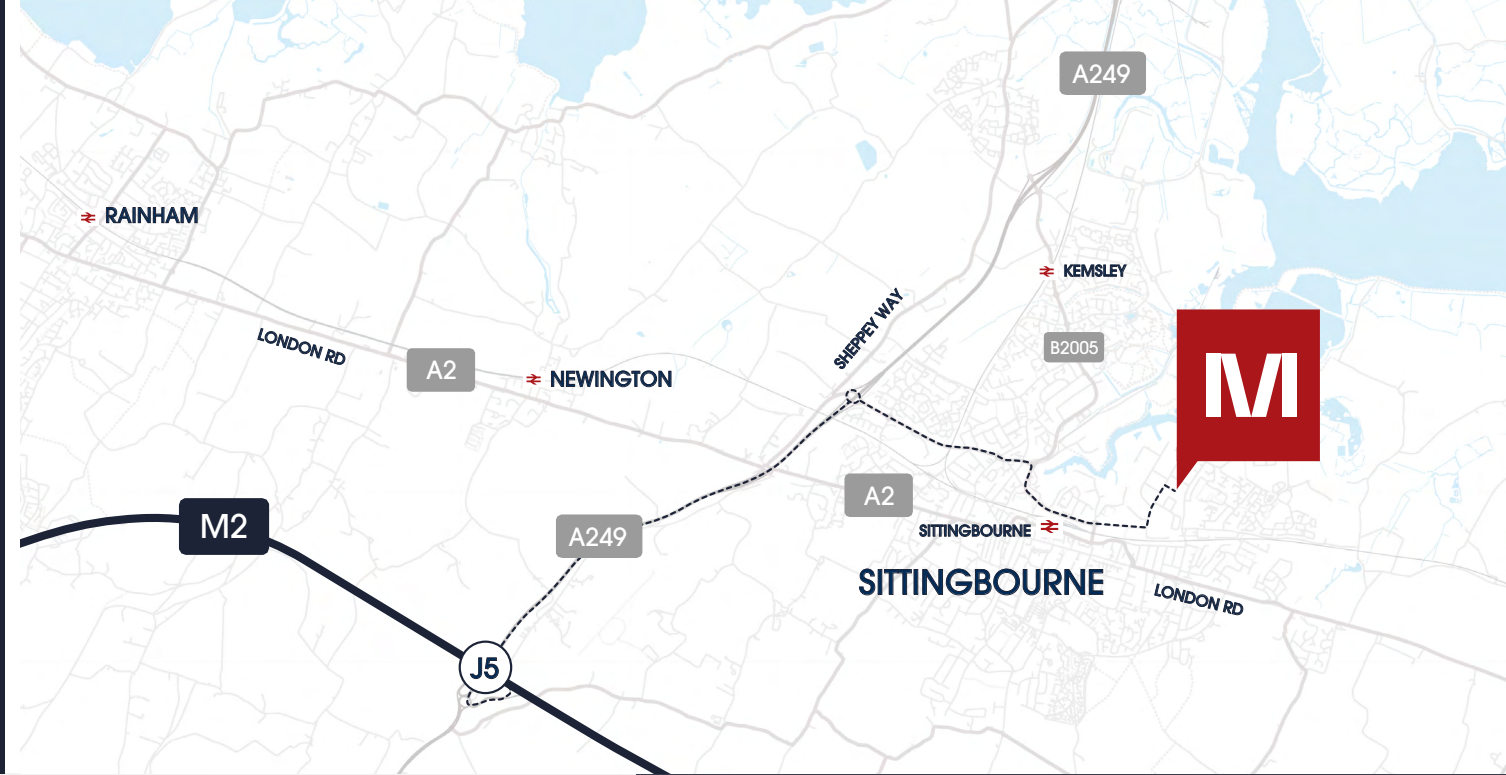 A249
RAINHAM
KEMSLEY
SHEPPEY WAY
LONDON RD
B2005
A2
NEWINGTON
M
A2
M2
A249
SITTINGBOURNE
SITTINGBOURNE
LONDON RD
J5